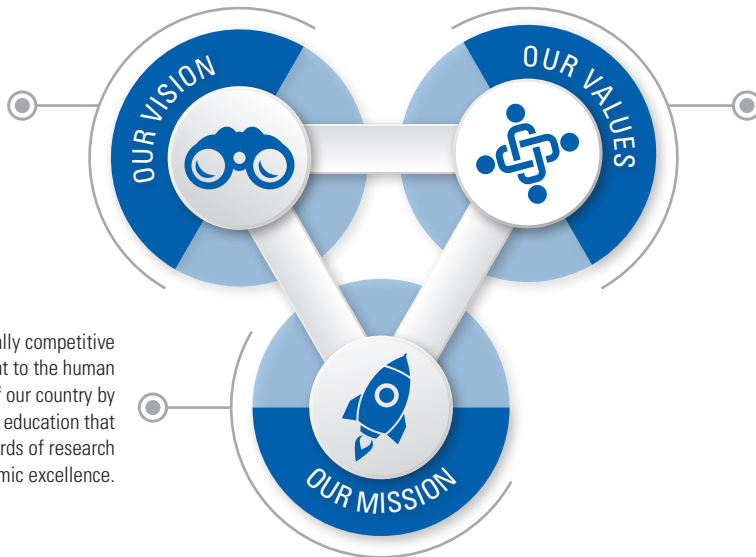 OUR VISION
OUR VALUES
ally competitive
t to the human
our country by
education that
rds of research
mic excellence.
OUR MISSION